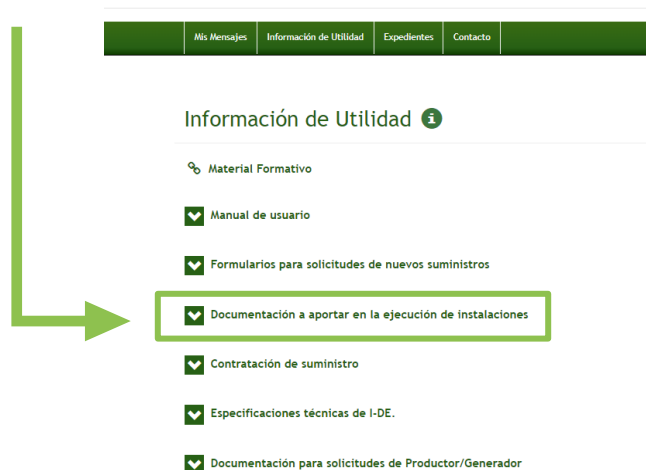 Mis Mensajes Información de Utilidad Expedientes Contacto
Información de Utilidad
Material Formativo
Manual de usuario
Formularios para solicitudes de nuevos suministros
Documentación a aportar en la ejecución de instalaciones
Contratación de suministro
Especificaciones técnicas de I-DE.
Documentación para solicitudes de Productor/Generador